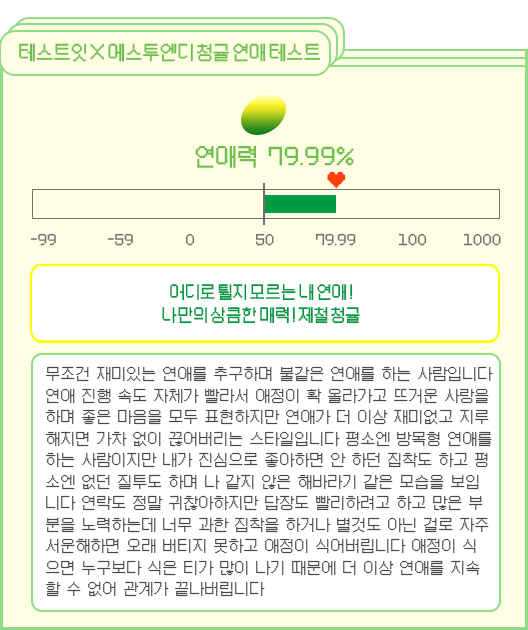 테스트잇 X 에스투엔디 청귤 연애 테스트
연애력 79.99%
-99 -59 0 50 79.99 100 1000
어디로 튈지 모르는 내 연애!
나만의 상큼한 매력! 제철 청귤
무조건 재미있는 연애를 추구하며 불같은 연애를 하는 사람입니다
연애 진행 속도 자체가 빨라서 애정이 확 올라가고 뜨거운 사랑을
하며 좋은 마음을 모두 표현하지만 연애가 더 이상 재미없고 지루
해지면 가차 없이 끊어버리는 스타일입니다 평소엔 방목형 연애를
하는 사람이지만 내가 진심으로 좋아하면 안 하던 집착도 하고 평
소엔 없던 질투도 하며 나 같지 않은 해바라기 같은 모습을 보입
니다 연락도 정말 귀찮아하지만 답장도 빨리하려고 하고 많은 부
분을 노력하는데 너무 과한 집착을 하거나 별것도 아닌 걸로 자주
서운해하면 오래 버티지 못하고 애정이 식어버립니다 애정이 식
으면 누구보다 식은 티가 많이 나기 때문에 더 이상 연애를 지속
할 수 없어 관계가 끝나버립니다